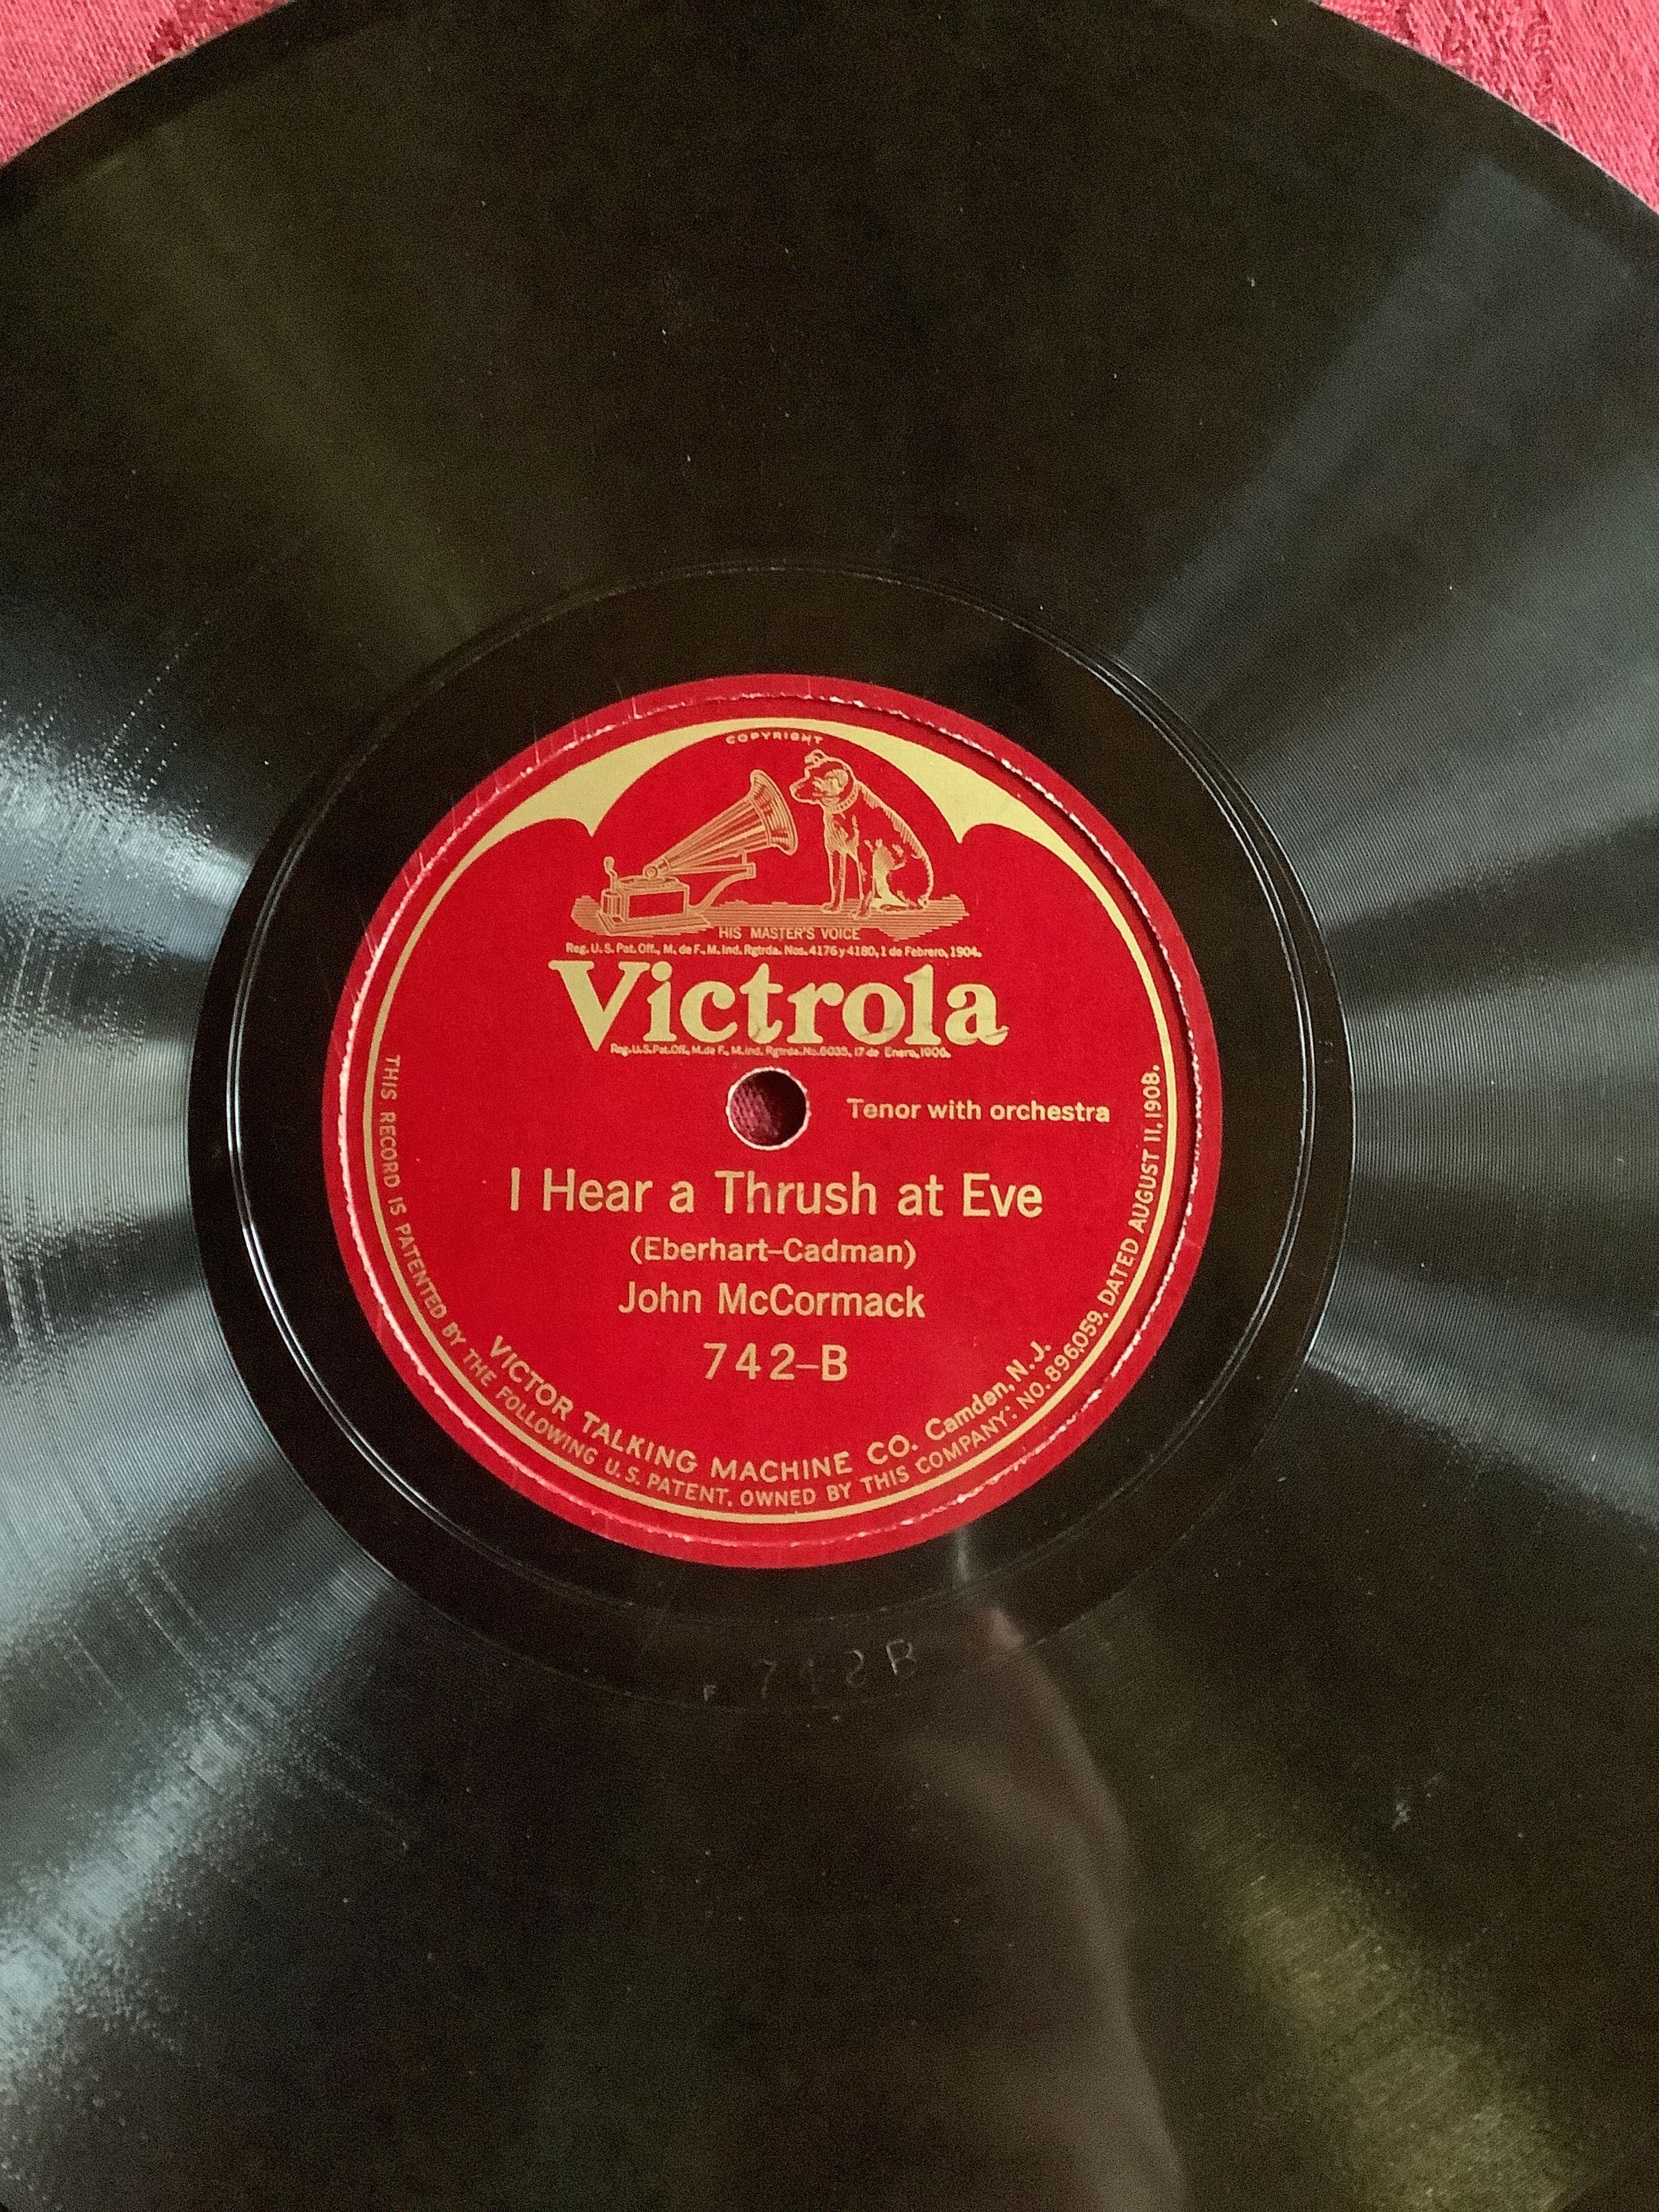 COPYRIGHT
HIS MASTER'S VOICE
Reg. U. S. Pat. Off., M. de F., M. Ind. Rgtrda. Nos. 4176 y 4180, 1 de Febrero, 1904.
Victrola
Reg. U.S. Pat. Off., M. de F., M. Ind. Rgtrda. No. 6035, 17 de Enero, 1906.
Tenor with orchestra
I Hear a Thrush at Eve
(Eberhart–Cadman)
John McCormack
742–B
VICTOR TALKING MACHINE CO. Camden, N. J.
THIS RECORD IS PATENTED BY THE FOLLOWING U.S. PATENT, OWNED BY THIS COMPANY: NO. 896,059, DATED AUGUST 11, 1908.
F 742B